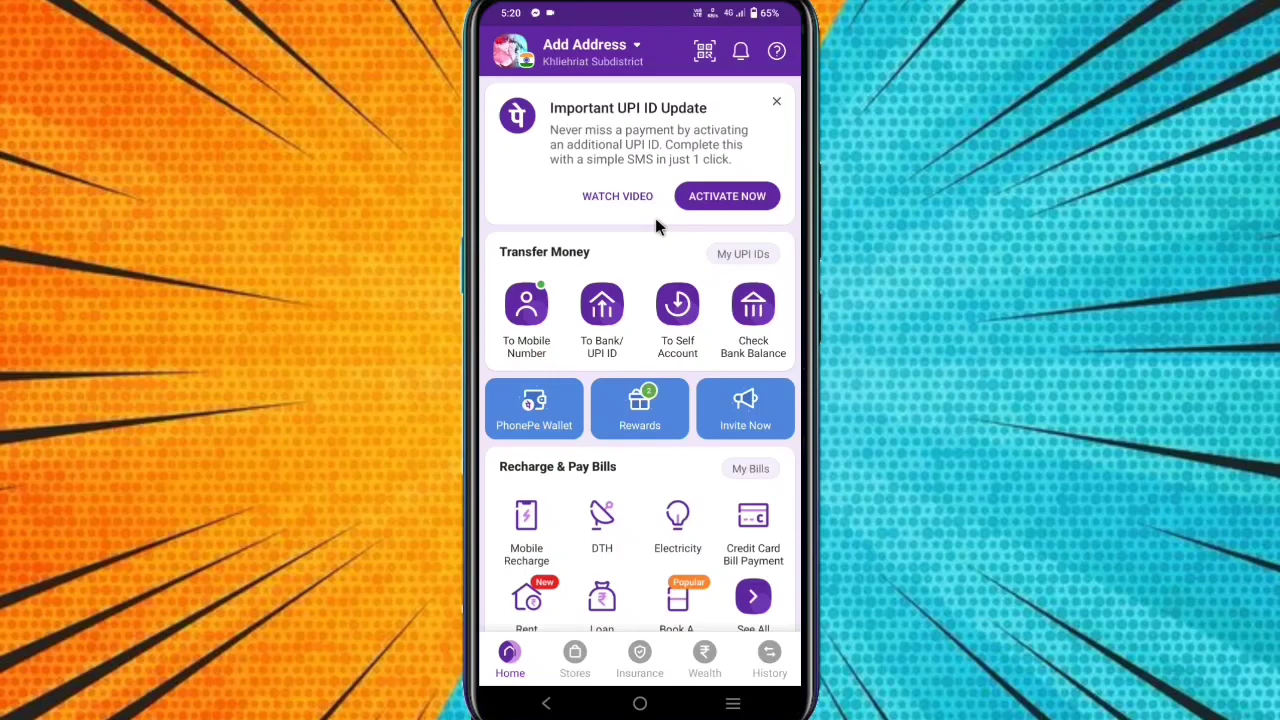 5:20
4G
65%
Add Address
Khliehriat Subdistrict
पे
Important UPI ID Update
Never miss a payment by activating
an additional UPI ID. Complete this
with a simple SMS in just 1 click.
WATCH VIDEO
ACTIVATE NOW
Transfer Money
My UPI IDs
To Mobile
Number
To Bank/
UPI ID
To Self
Account
Check
Bank Balance
PhonePe Wallet
2
Rewards
Invite Now
Recharge & Pay Bills
My Bills
Mobile
Recharge
DTH
Electricity
Credit Card
Bill Payment
New
Popular
Rent
Loan
Book A
See All
Home
Stores
Insurance
Wealth
History